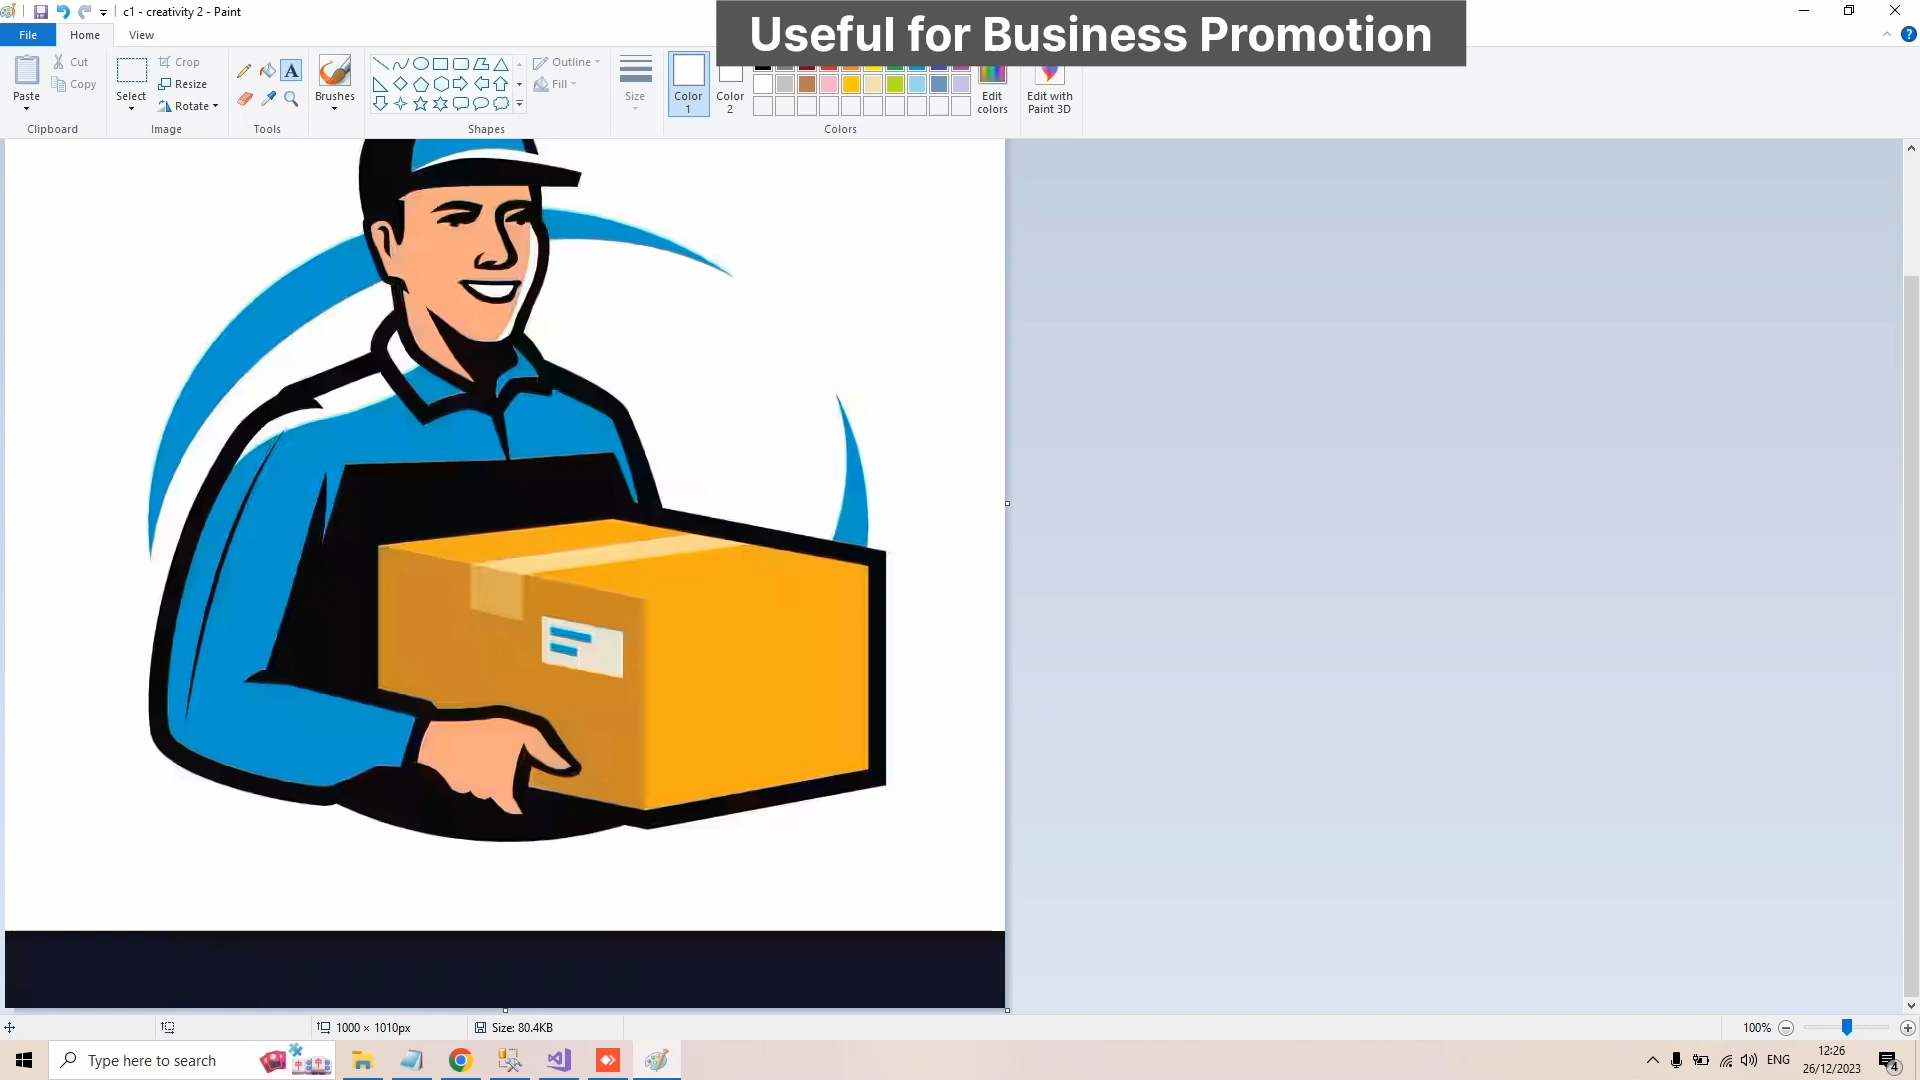 c1 - creativity 2 - Paint
Useful for Business Promotion
File
Home
View
Paste
Cut
Copy
Clipboard
Select
Crop
Resize
Rotate
Image
A
Tools
Brushes
Shapes
Outline
Fill
Size
Color 1
Color 2
Colors
Edit colors
Edit with Paint 3D
1000 × 1010px
Size: 80.4KB
100%
Type here to search
ENG
12:26
26/12/2023
4